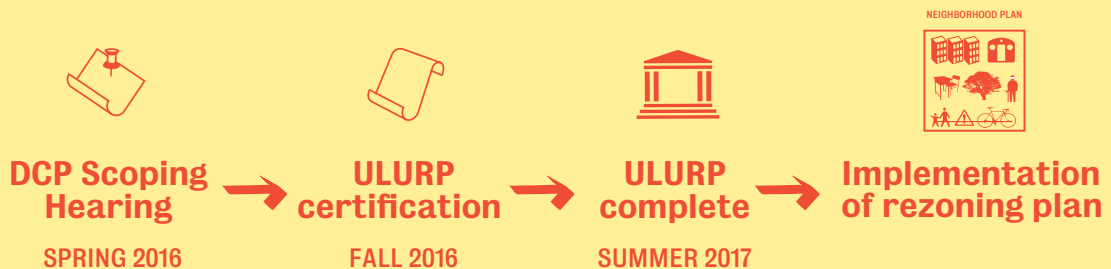 NEIGHBORHOOD PLAN
DCP Scoping
Hearing
SPRING 2016
ULURP
certification
FALL 2016
ULURP
complete
SUMMER 2017
Implementation
of rezoning plan